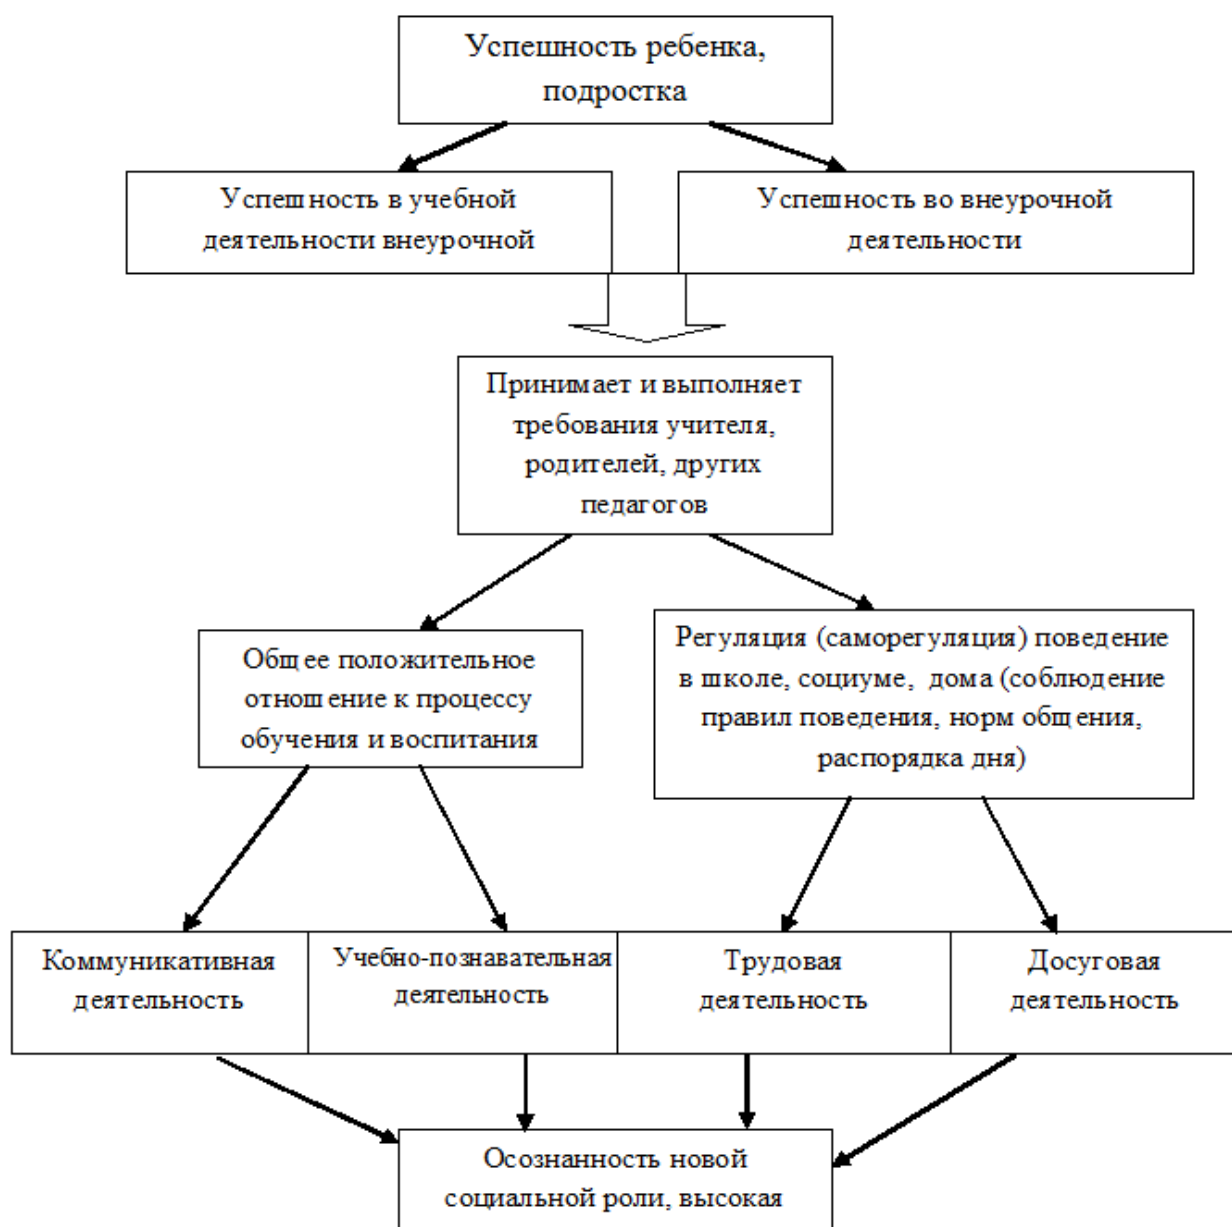 Успешность ребенка,
подростка
Успешность в учебной
деятельности внеурочной
Успешность во внеурочной
деятельности
Принимает и выполняет
требования учителя,
родителей, других
педагогов
Общее положительное
отношение к процессу
обучения и воспитания
Регуляция (саморегуляция) поведение
в школе, социуме, дома (соблюдение
правил поведения, норм общения,
распорядка дня)
Коммуникативная
деятельность
Учебно-познавательная
деятельность
Трудовая
деятельность
Досуговая
деятельность
Осознанность новой
социальной роли, высокая